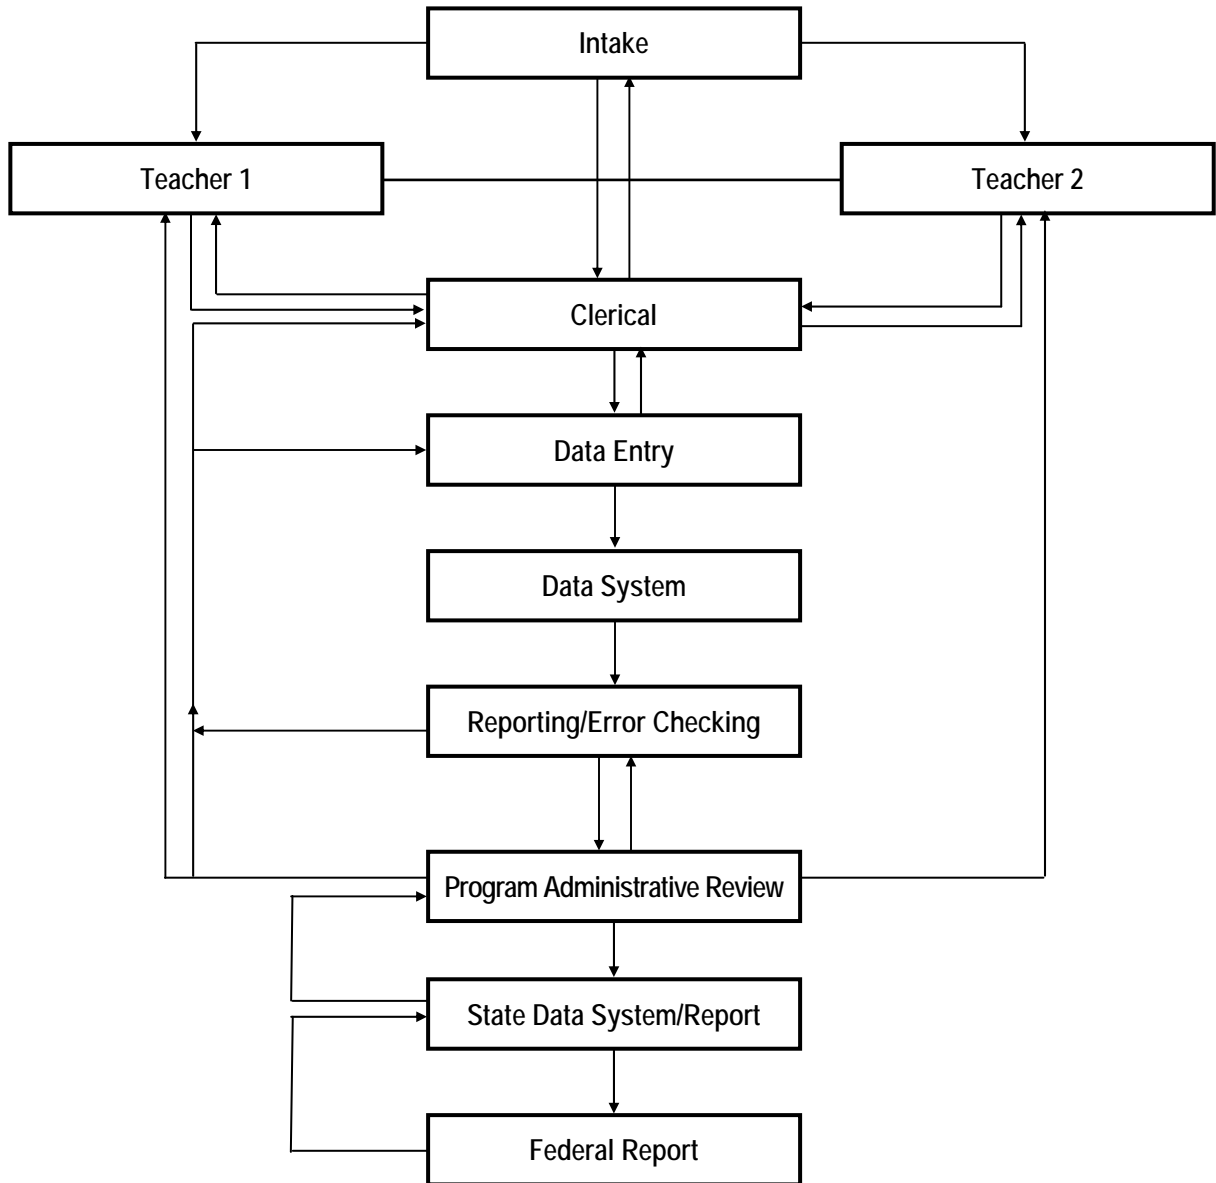 Intake
Teacher 1
Teacher 2
Clerical
Data Entry
Data System
Reporting/Error Checking
Program Administrative Review
State Data System/Report
Federal Report